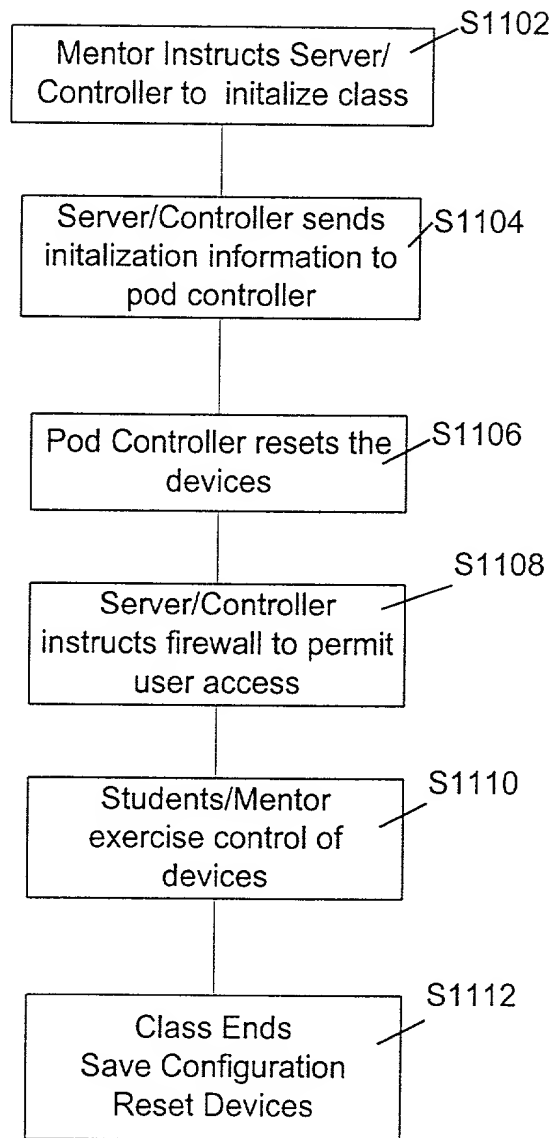 S1102
Mentor Instructs Server/
Controller to initalize class
S1104
Server/Controller sends
initalization information to
pod controller
S1106
Pod Controller resets the
devices
S1108
Server/Controller
instructs firewall to permit
user access
S1110
Students/Mentor
exercise control of
devices
S1112
Class Ends
Save Configuration
Reset Devices